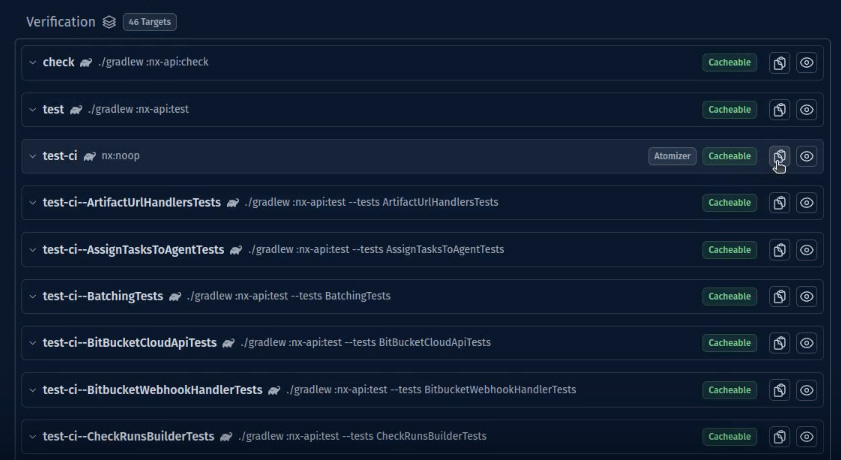 Verification 46 Targets
check ./gradlew :nx-api:check Cacheable
test ./gradlew :nx-api:test Cacheable
test-ci nx:noop Atomizer Cacheable
test-ci--ArtifactUrlHandlersTests ./gradlew :nx-api:test --tests ArtifactUrlHandlersTests Cacheable
test-ci--AssignTasksToAgentTests ./gradlew :nx-api:test --tests AssignTasksToAgentTests Cacheable
test-ci--BatchingTests ./gradlew :nx-api:test --tests BatchingTests Cacheable
test-ci--BitBucketCloudApiTests ./gradlew :nx-api:test --tests BitBucketCloudApiTests Cacheable
test-ci--BitbucketWebhookHandlerTests ./gradlew :nx-api:test --tests BitbucketWebhookHandlerTests Cacheable
test-ci--CheckRunsBuilderTests ./gradlew :nx-api:test --tests CheckRunsBuilderTests Cacheable